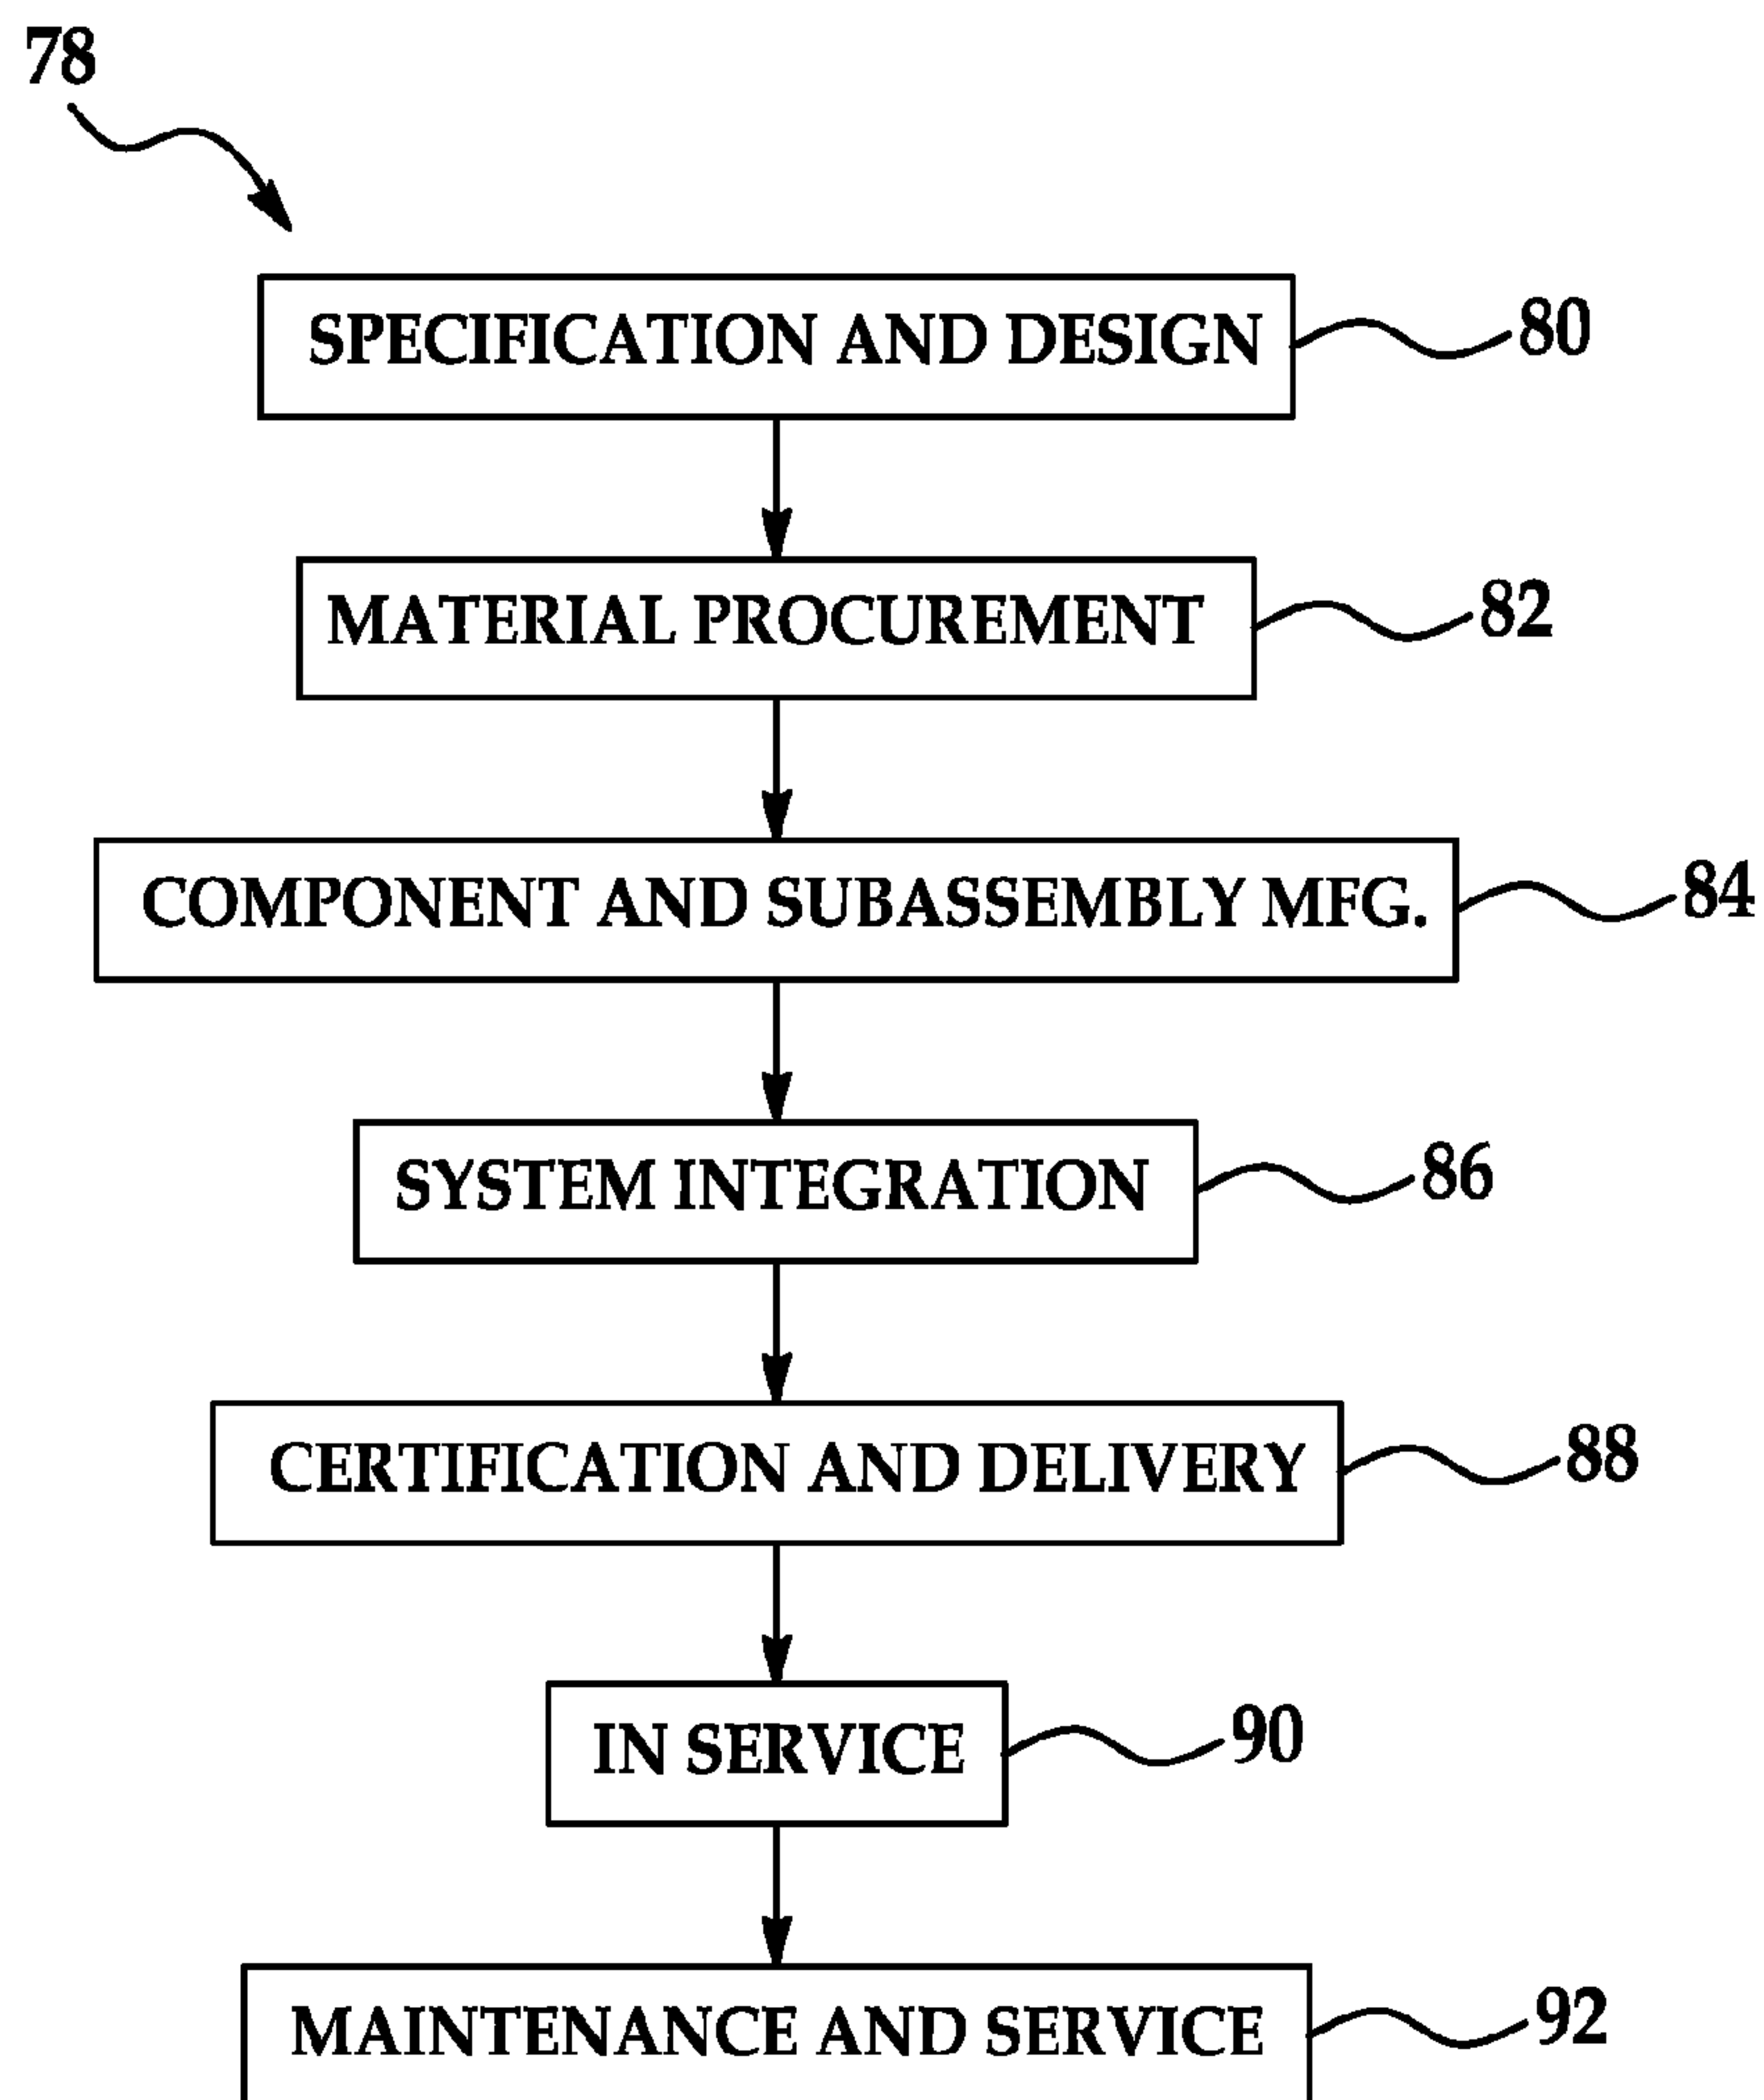 78
SPECIFICATION AND DESIGN 80
MATERIAL PROCUREMENT 82
COMPONENT AND SUBASSEMBLY MFG. 84
SYSTEM INTEGRATION 86
CERTIFICATION AND DELIVERY 88
IN SERVICE 90
MAINTENANCE AND SERVICE 92